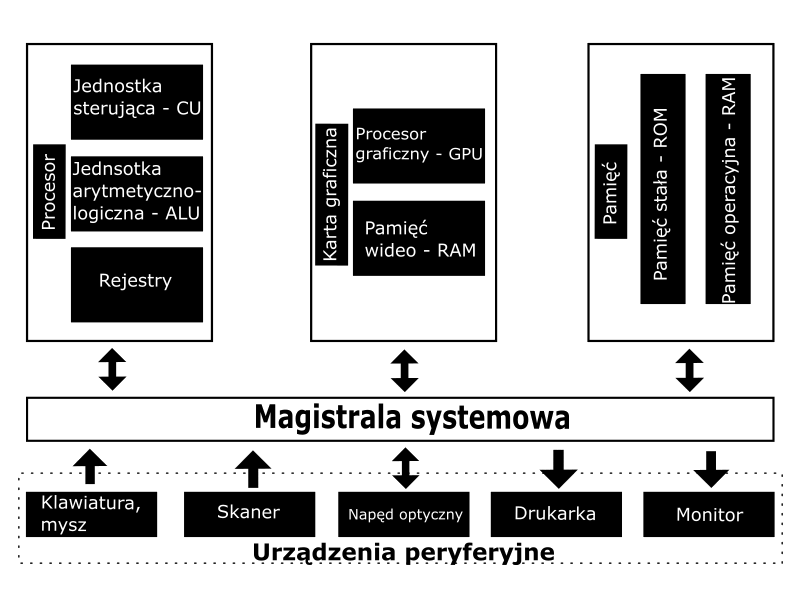 Procesor
Jednostka
sterująca - CU
Jednsotka
arytmetyczno-
logiczna - ALU
Rejestry
Karta graficzna
Procesor
graficzny - GPU
Pamięć
wideo - RAM
Pamięć
Pamięć stała - ROM
Pamięć operacyjna - RAM
Magistrala systemowa
Klawiatura,
mysz
Skaner
Napęd optyczny
Drukarka
Monitor
Urządzenia peryferyjne